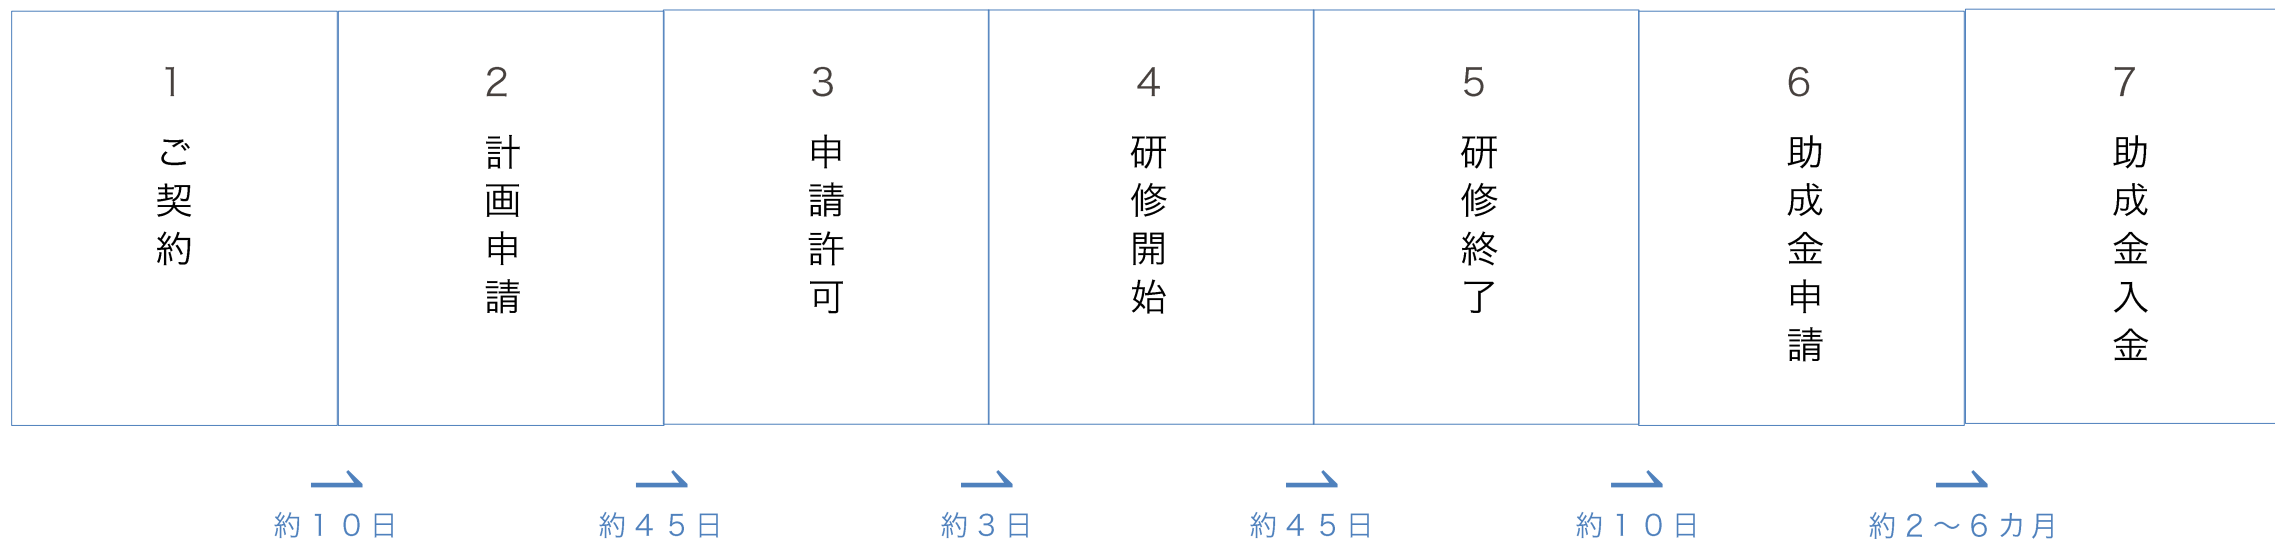 1
ご契約
2
計画申請
3
申請許可
4
研修開始
5
研修終了
6
助成金申請
7
助成金入金
約１０日
約４５日
約３日
約４５日
約１０日
約２～６カ月